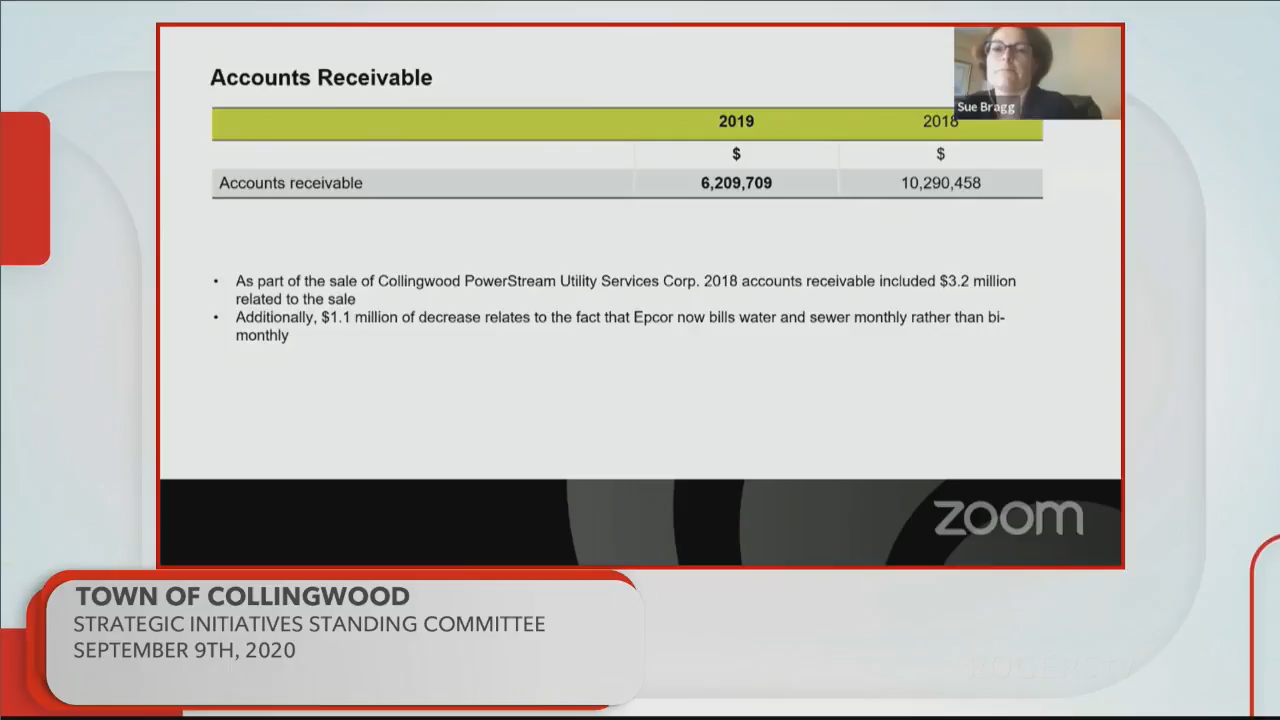 Accounts Receivable
Sue Bragg
2019 2018
$ $
Accounts receivable 6,209,709 10,290,458
• As part of the sale of Collingwood PowerStream Utility Services Corp. 2018 accounts receivable included $3.2 million
related to the sale
• Additionally, $1.1 million of decrease relates to the fact that Epcor now bills water and sewer monthly rather than bi-
monthly
zoom
TOWN OF COLLINGWOOD
STRATEGIC INITIATIVES STANDING COMMITTEE
SEPTEMBER 9TH, 2020